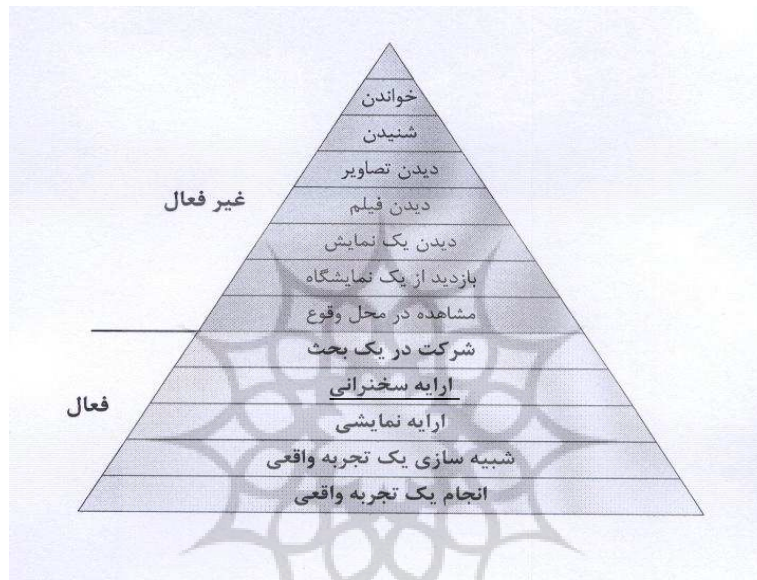 خواندن
شنیدن
دیدن تصاویر
دیدن فیلم
غیر فعال
دیدن یک نمایش
بازدید از یک نمایشگاه
مشاهده در محل وقوع
شرکت در یک بحث
ارایه سخنرانی
فعال
ارایه نمایشی
شبیه سازی یک تجربه واقعی
انجام یک تجربه واقعی